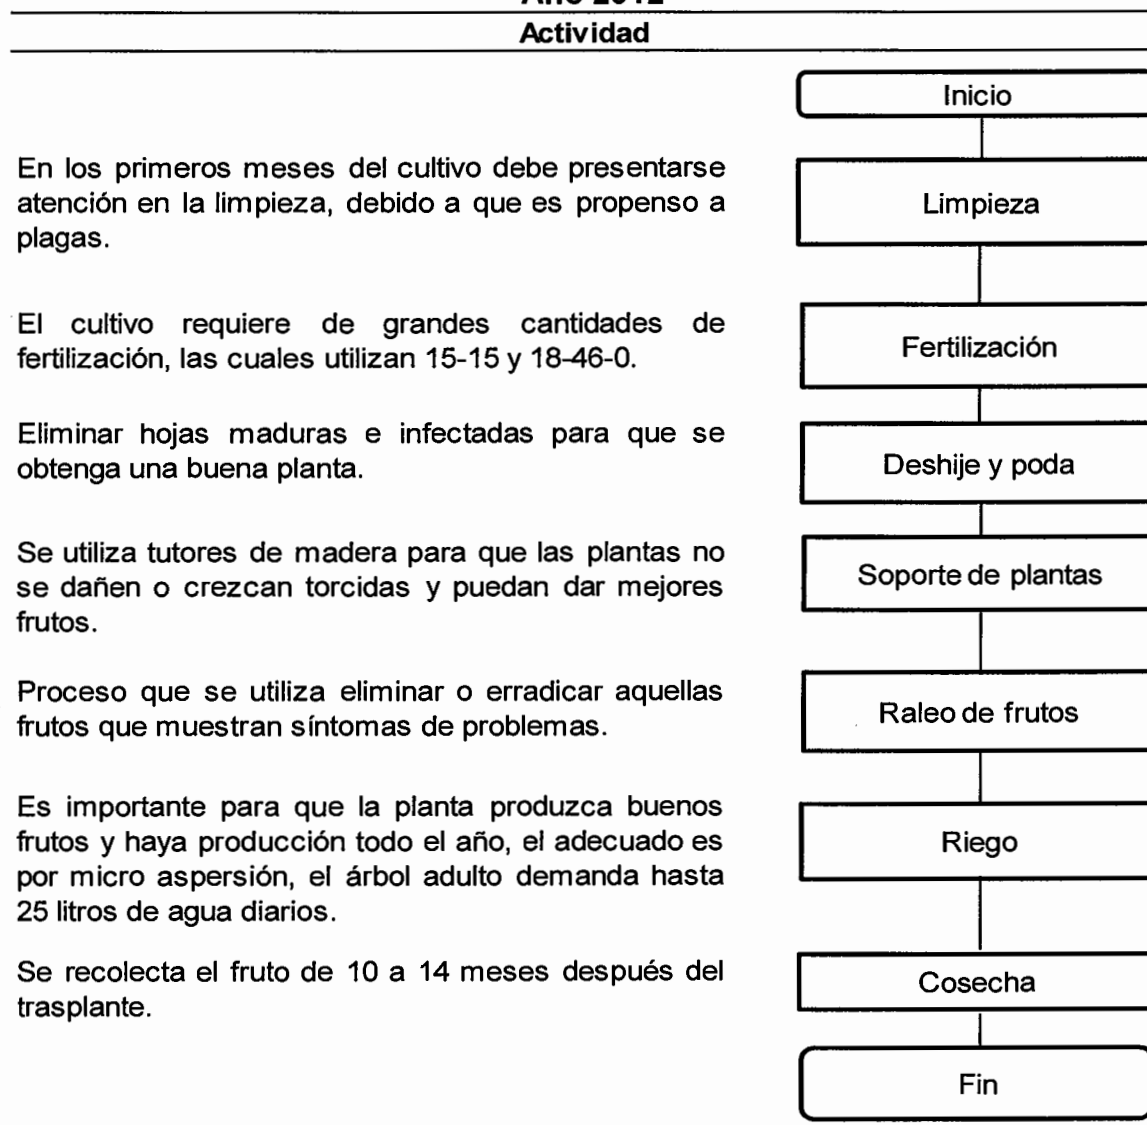 Año 2012
Actividad
Inicio
En los primeros meses del cultivo debe presentarse
atención en la limpieza, debido a que es propenso a
plagas.
Limpieza
El cultivo requiere de grandes cantidades de
fertilización, las cuales utilizan 15-15 y 18-46-0.
Fertilización
Eliminar hojas maduras e infectadas para que se
obtenga una buena planta.
Deshije y poda
Se utiliza tutores de madera para que las plantas no
se dañen o crezcan torcidas y puedan dar mejores
frutos.
Soporte de plantas
Proceso que se utiliza eliminar o erradicar aquellas
frutos que muestran síntomas de problemas.
Raleo de frutos
Es importante para que la planta produzca buenos
frutos y haya producción todo el año, el adecuado es
por micro aspersión, el árbol adulto demanda hasta
25 litros de agua diarios.
Riego
Se recolecta el fruto de 10 a 14 meses después del
trasplante.
Cosecha
Fin